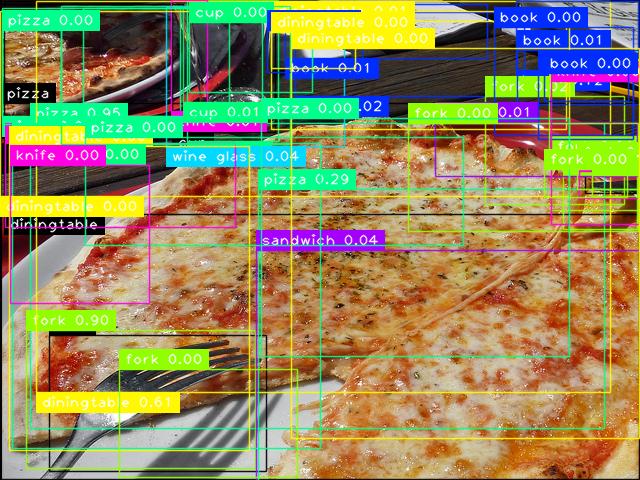 cup 0.00
diningtable 0.01
pizza 0.00
diningtable 0.00
book 0.00
diningtable 0.00
book 0.01
book 0.00
book 0.01
pizza
pizza 0.95
cup 0.01
pizza 0.00
.02
fork 0.00
0.01
pizza 0.00
knife 0.00
0.00
wine glass 0.04
fork 0.00
pizza 0.29
diningtable 0.00
diningtable
sandwich 0.04
fork 0.90
fork 0.00
diningtable 0.61